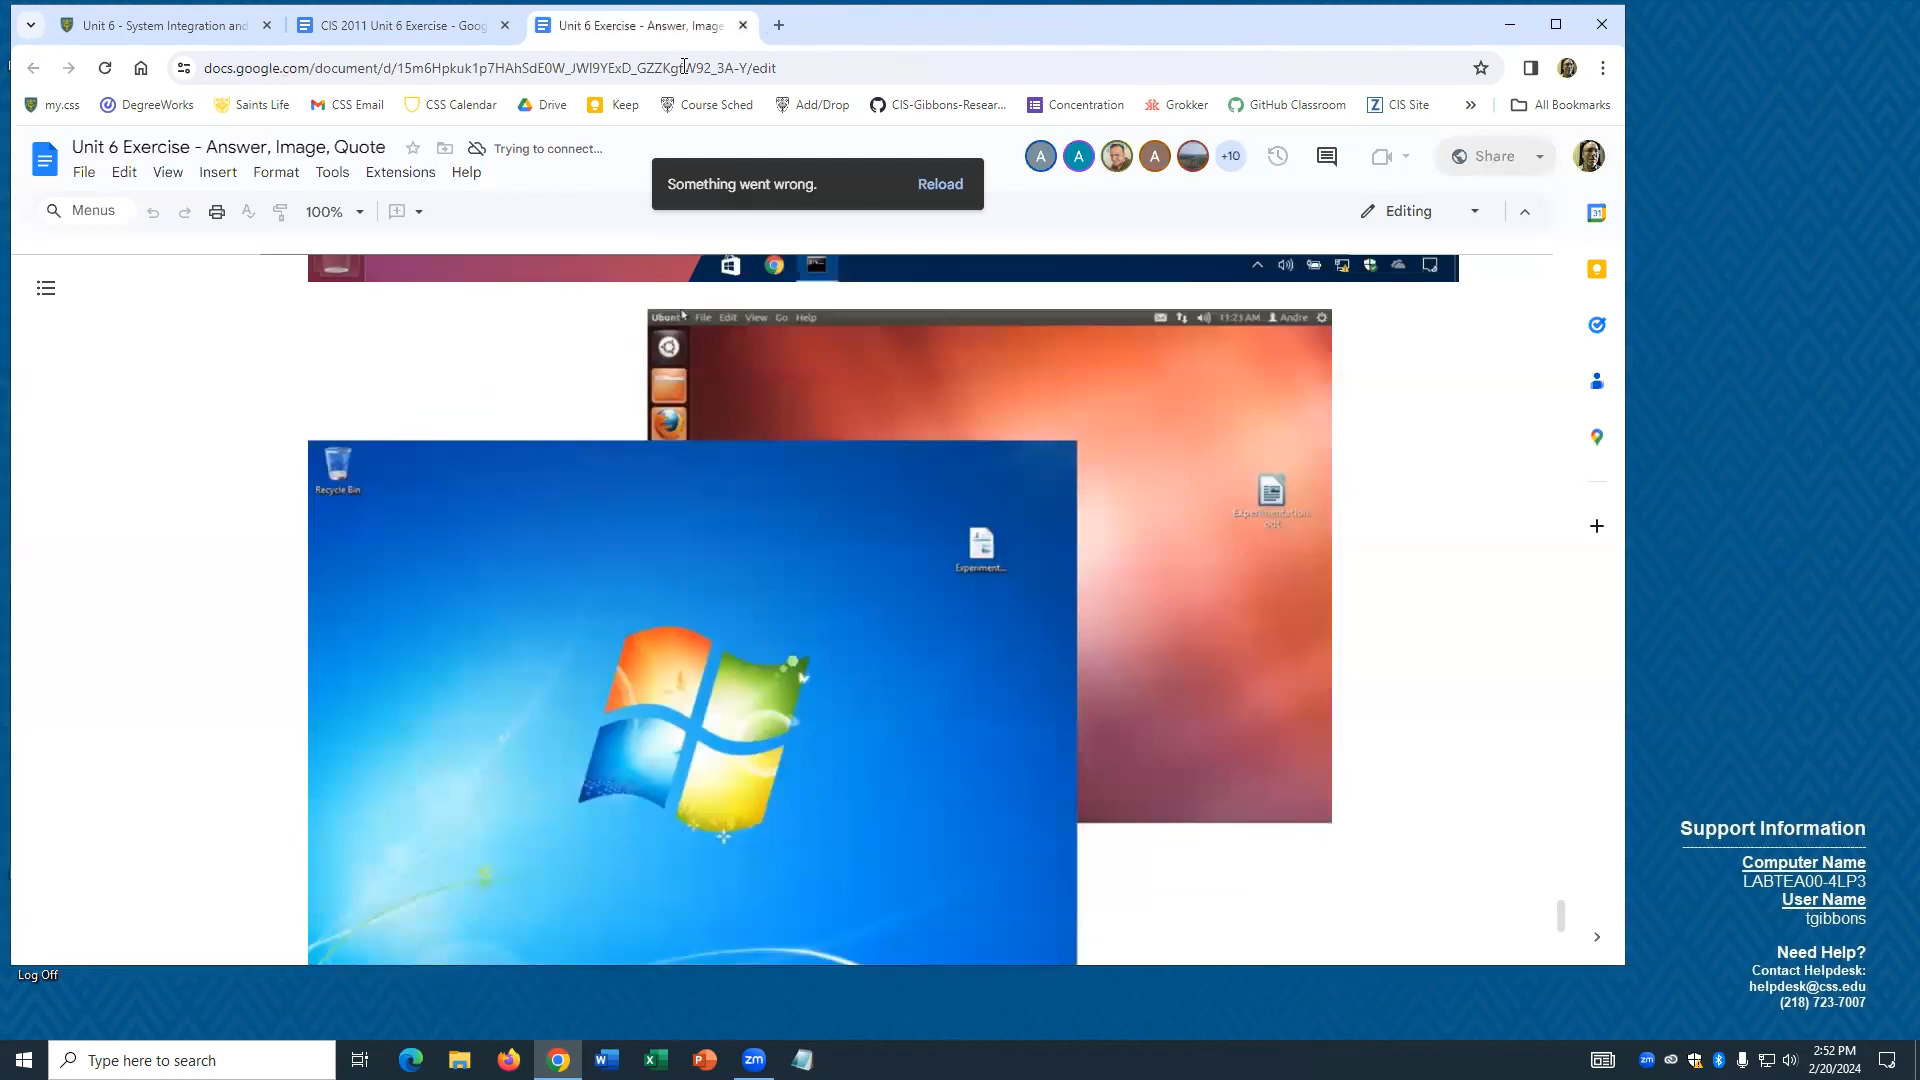 Unit 6 - System Integration and
CIS 2011 Unit 6 Exercise - Goog
Unit 6 Exercise - Answer, Image
docs.google.com/document/d/15m6Hpkuk1p7HAhSdE0W_JWl9YExD_GZZKgfW92_3A-Y/edit
my.css
DegreeWorks
Saints Life
CSS Email
CSS Calendar
Drive
Keep
Course Sched
Add/Drop
CIS-Gibbons-Resear...
Concentration
Grokker
GitHub Classroom
CIS Site
All Bookmarks
Unit 6 Exercise - Answer, Image, Quote
Trying to connect...
A
A
A
+10
Share
File Edit View Insert Format Tools Extensions Help
Something went wrong. Reload
Menus
100%
Editing
File Edit View Go Help
11:23 AM Andre
Recycle Bin
Experiment...
Experimentation.
odt
Log Off
Support Information
Computer Name
LABTEA00-4LP3
User Name
tgibbons
Need Help?
Contact Helpdesk:
helpdesk@css.edu
(218) 723-7007
Type here to search
zm
2:52 PM
2/20/2024